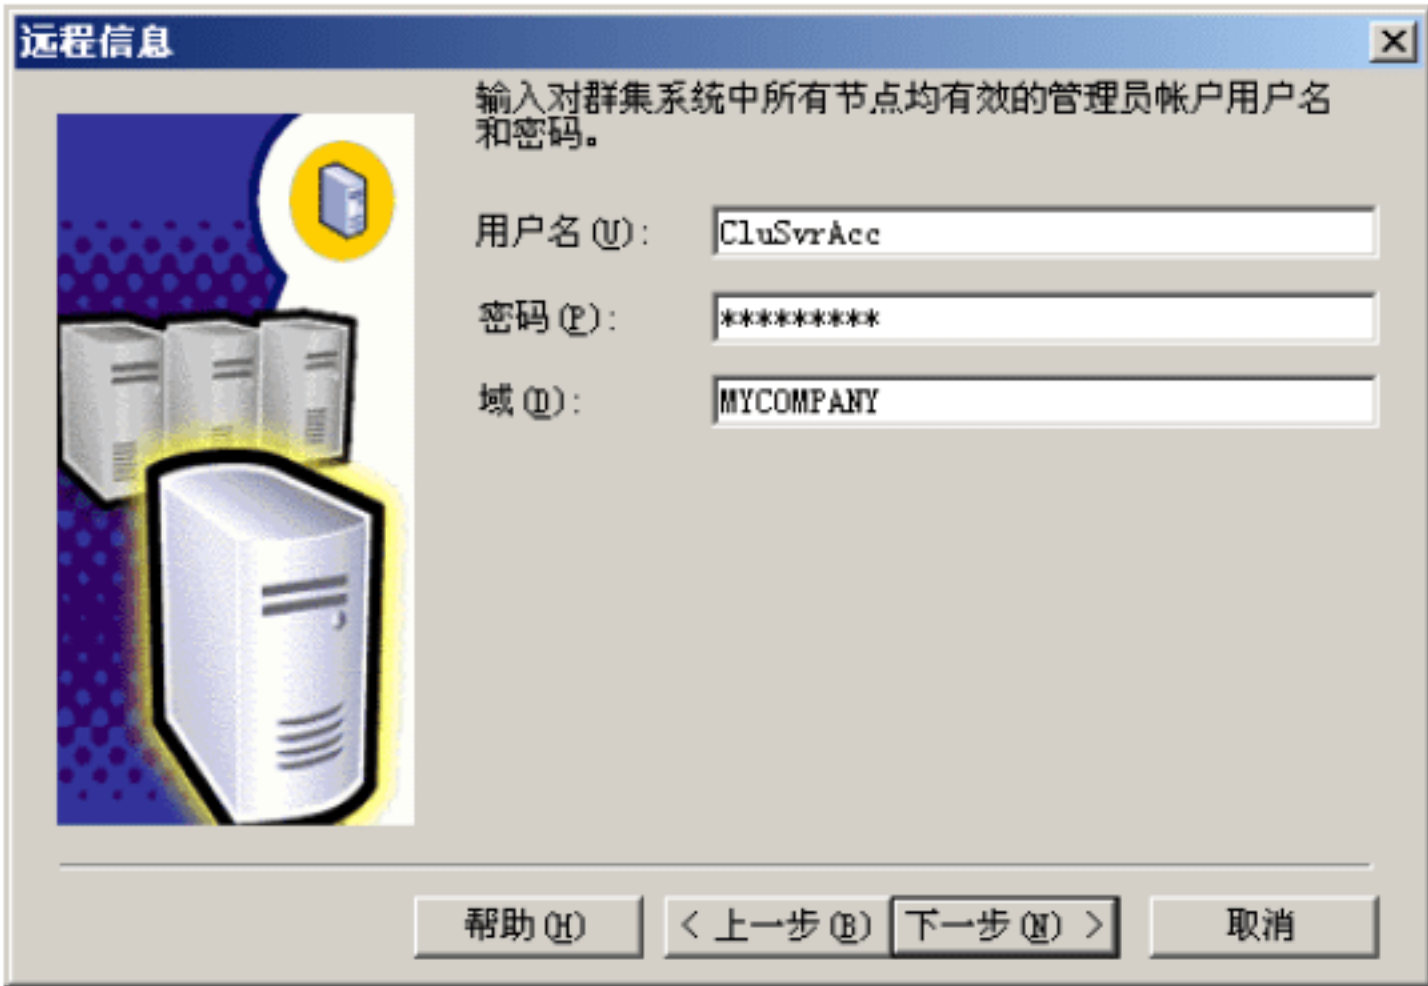 远程信息
输入对群集系统中所有节点均有效的管理员帐户用户名
和密码。
用户名(U): CluSvrAcc
密码(P): *********
域(D): MYCOMPANY
帮助(H) < 上一步(B) 下一步(N) > 取消